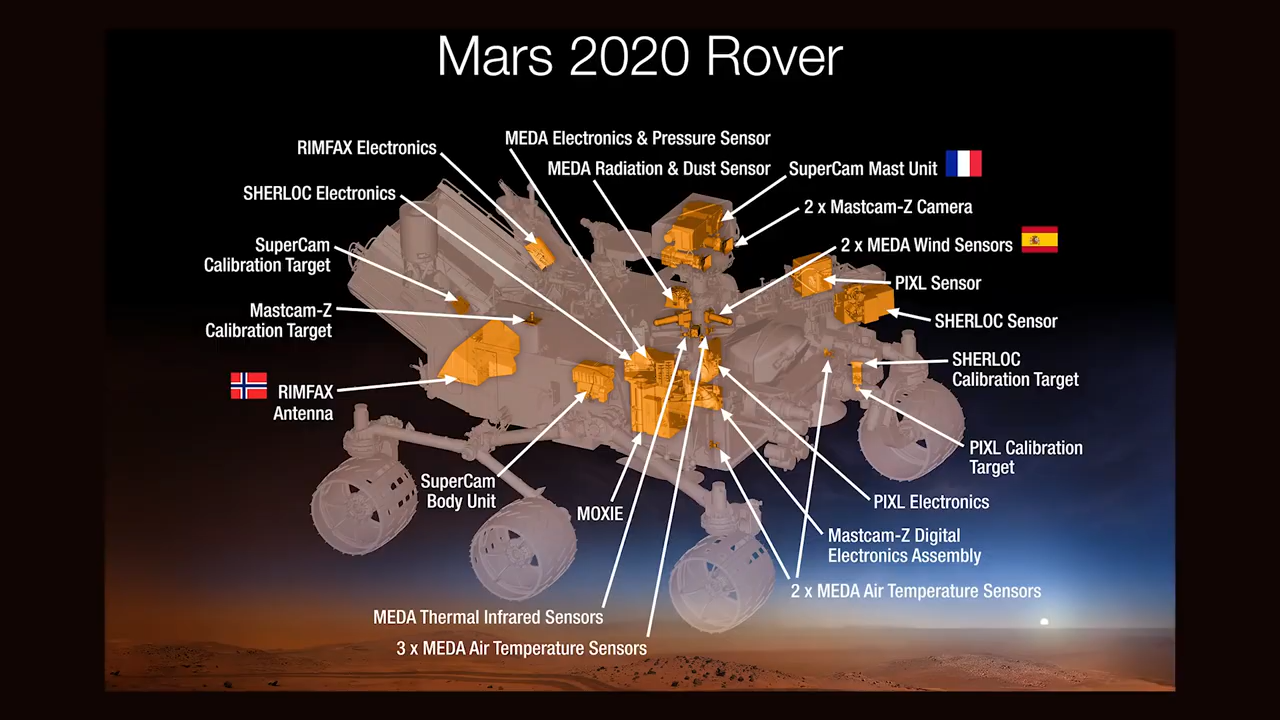 Mars 2020 Rover
RIMFAX Electronics
MEDA Electronics & Pressure Sensor
MEDA Radiation & Dust Sensor
SuperCam Mast Unit
SHERLOC Electronics
2 x Mastcam-Z Camera
SuperCam
Calibration Target
2 x MEDA Wind Sensors
PIXL Sensor
Mastcam-Z
Calibration Target
SHERLOC Sensor
SHERLOC
Calibration Target
RIMFAX
Antenna
PIXL Calibration
Target
SuperCam
Body Unit
MOXIE
PIXL Electronics
Mastcam-Z Digital
Electronics Assembly
2 x MEDA Air Temperature Sensors
MEDA Thermal Infrared Sensors
3 x MEDA Air Temperature Sensors